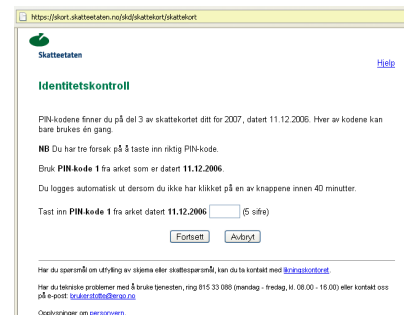 https://skort.skatteetaten.no/skd/skattekort/skattekort
Skatteetaten
Hjelp
Identitetskontroll
PIN-kodene finner du på del 3 av skattekortet ditt for 2007, datert 11.12.2006. Hver av kodene kan
bare brukes én gang.
NB Du har tre forsøk på å taste inn riktig PIN-kode.
Bruk PIN-kode 1 fra arket som er datert 11.12.2006.
Du logges automatisk ut dersom du ikke har klikket på en av knappene innen 40 minutter.
Tast inn PIN-kode 1 fra arket datert 11.12.2006 (5 sifre)
Fortsett Avbryt
Har du spørsmål om utfylling av skjema eller skattespørsmål, kan du ta kontakt med likningskontoret.
Har du tekniske problemer med å bruke tjenesten, ring 815 33 088 (mandag - fredag, kl. 08.00 - 16.00) eller kontakt oss
på e-post: brukerstotte@ergo.no
Opplysninger om personvern.